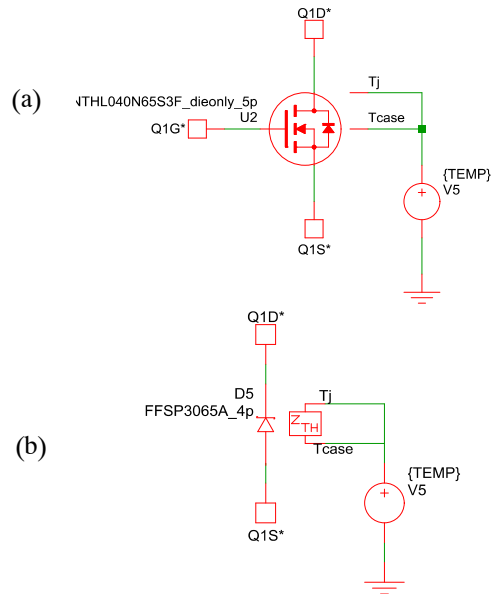 Q1D*
(a)
NTHL040N65S3F_dieonly_5p
U2
Tj
Q1G*
Tcase
{TEMP}
V5
+
Q1S*
Q1D*
D5
FFSP3065A_4p
Tj
ZTH
(b)
Tcase
{TEMP}
V5
+
Q1S*